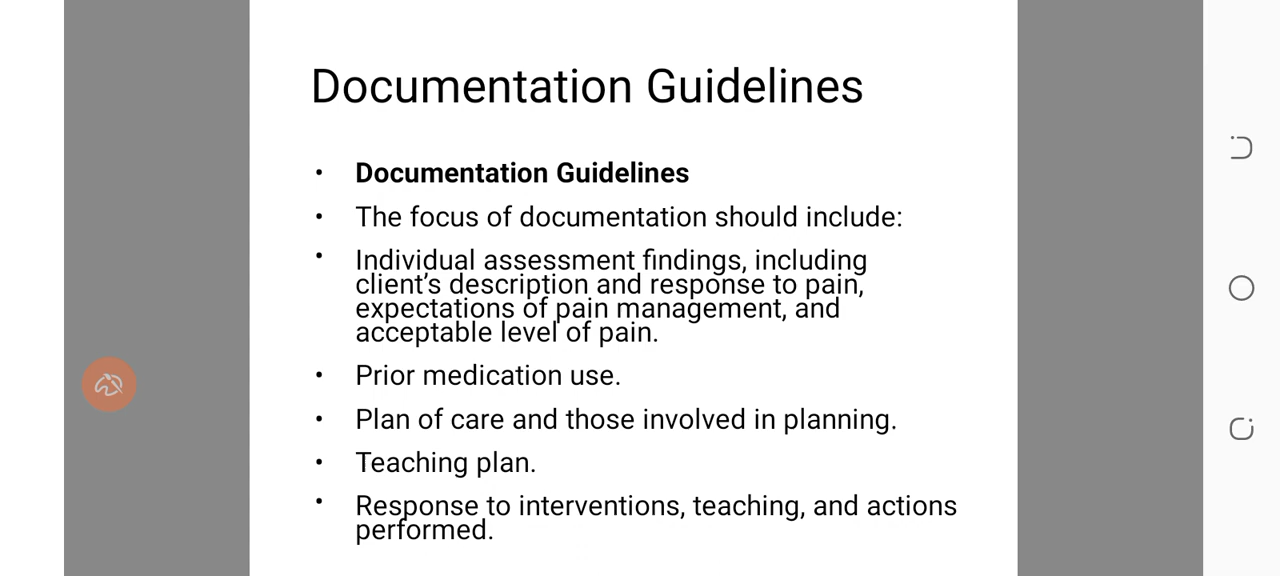 Documentation Guidelines
• Documentation Guidelines
• The focus of documentation should include:
• Individual assessment findings, including
client’s description and response to pain,
expectations of pain management, and
acceptable level of pain.
• Prior medication use.
• Plan of care and those involved in planning.
• Teaching plan.
• Response to interventions, teaching, and actions
performed.